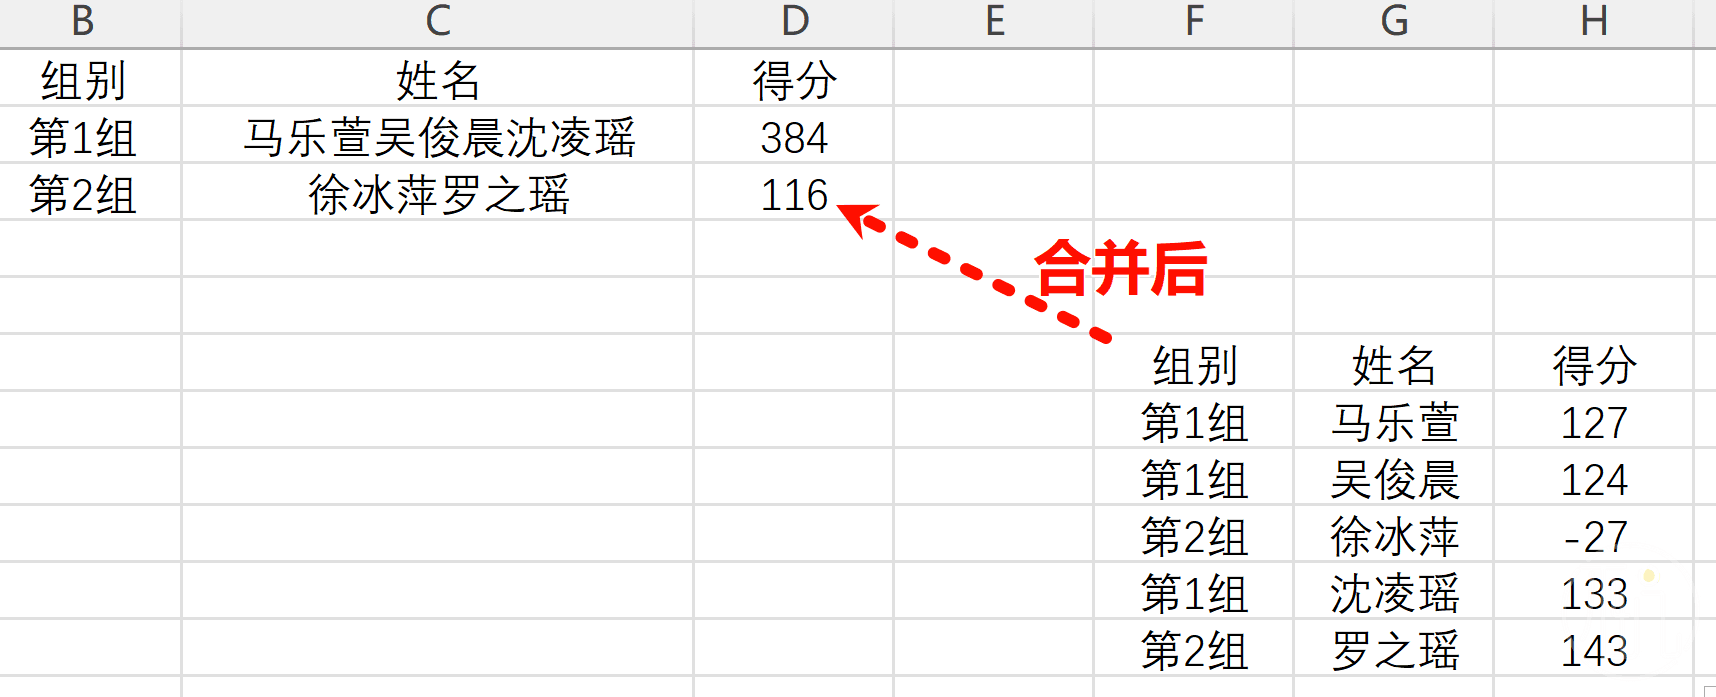 B C D E F G H
组别 姓名 得分
第1组 马乐萱吴俊晨沈凌瑶 384
第2组 徐冰萍罗之瑶 116
合并后
组别 姓名 得分
第1组 马乐萱 127
第1组 吴俊晨 124
第2组 徐冰萍 -27
第1组 沈凌瑶 133
第2组 罗之瑶 143